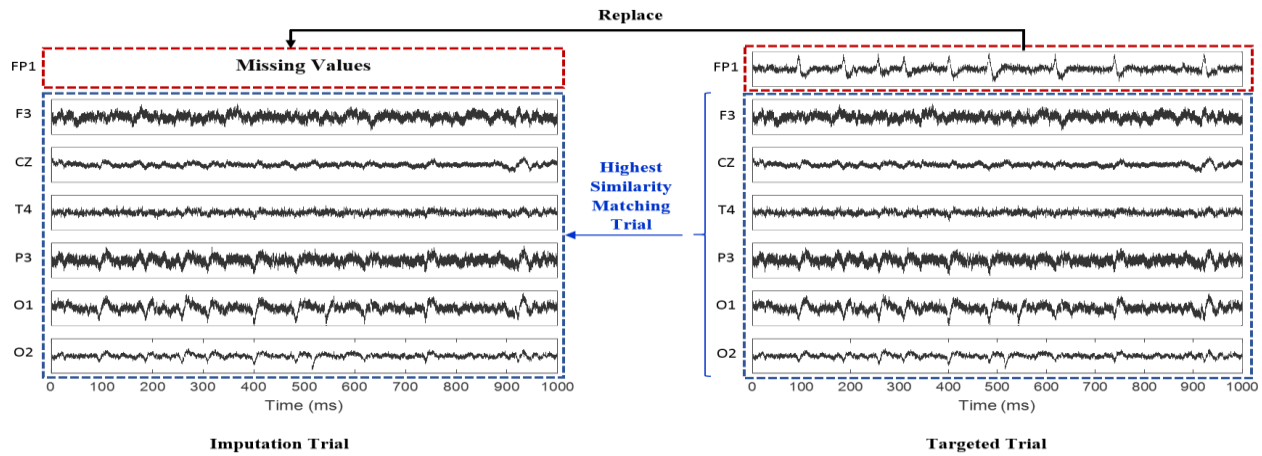 Replace
FP1
Missing Values
F3
CZ
T4
P3
O1
O2
0 100 200 300 400 500 600 700 800 900 1000
Time (ms)
Imputation Trial
Highest
Similarity
Matching
Trial
FP1
F3
CZ
T4
P3
O1
O2
0 100 200 300 400 500 600 700 800 900 1000
Time (ms)
Targeted Trial